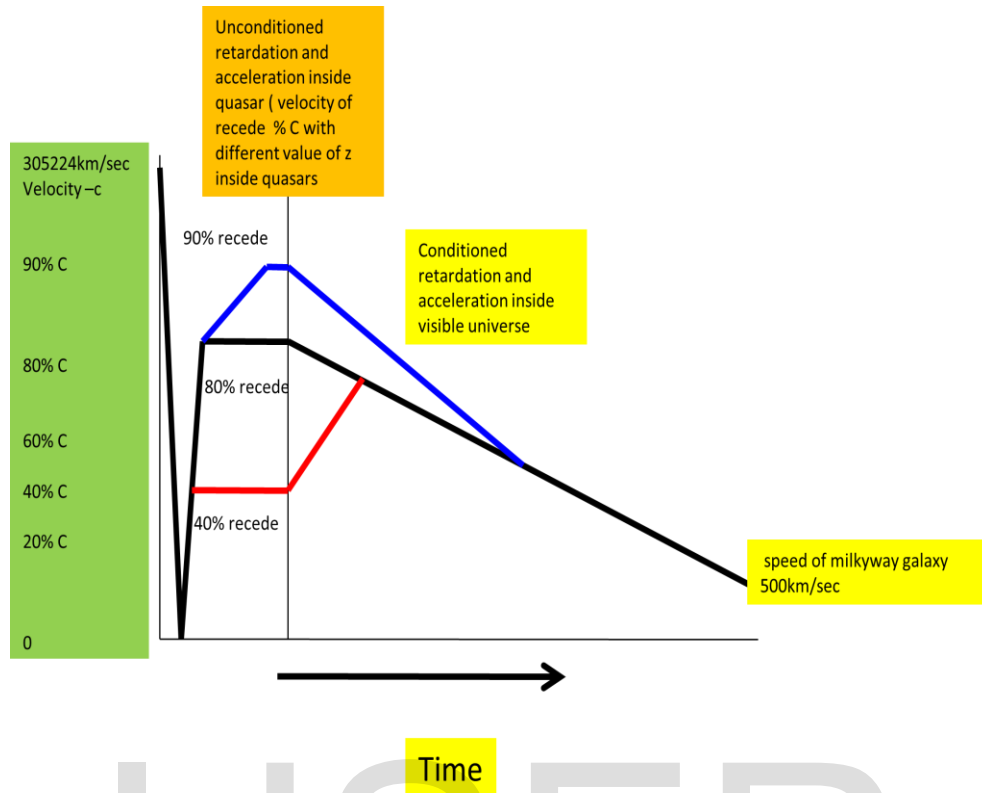 Unconditioned
retardation and
acceleration inside
quasar ( velocity of
recede % C with
different value of z
inside quasars
305224km/sec
Velocity –c
90% C
80% C
60% C
40% C
20% C
0
90% recede
80% recede
40% recede
Conditioned
retardation and
acceleration inside
visible universe
speed of milkyway galaxy
500km/sec
Time
IJSER